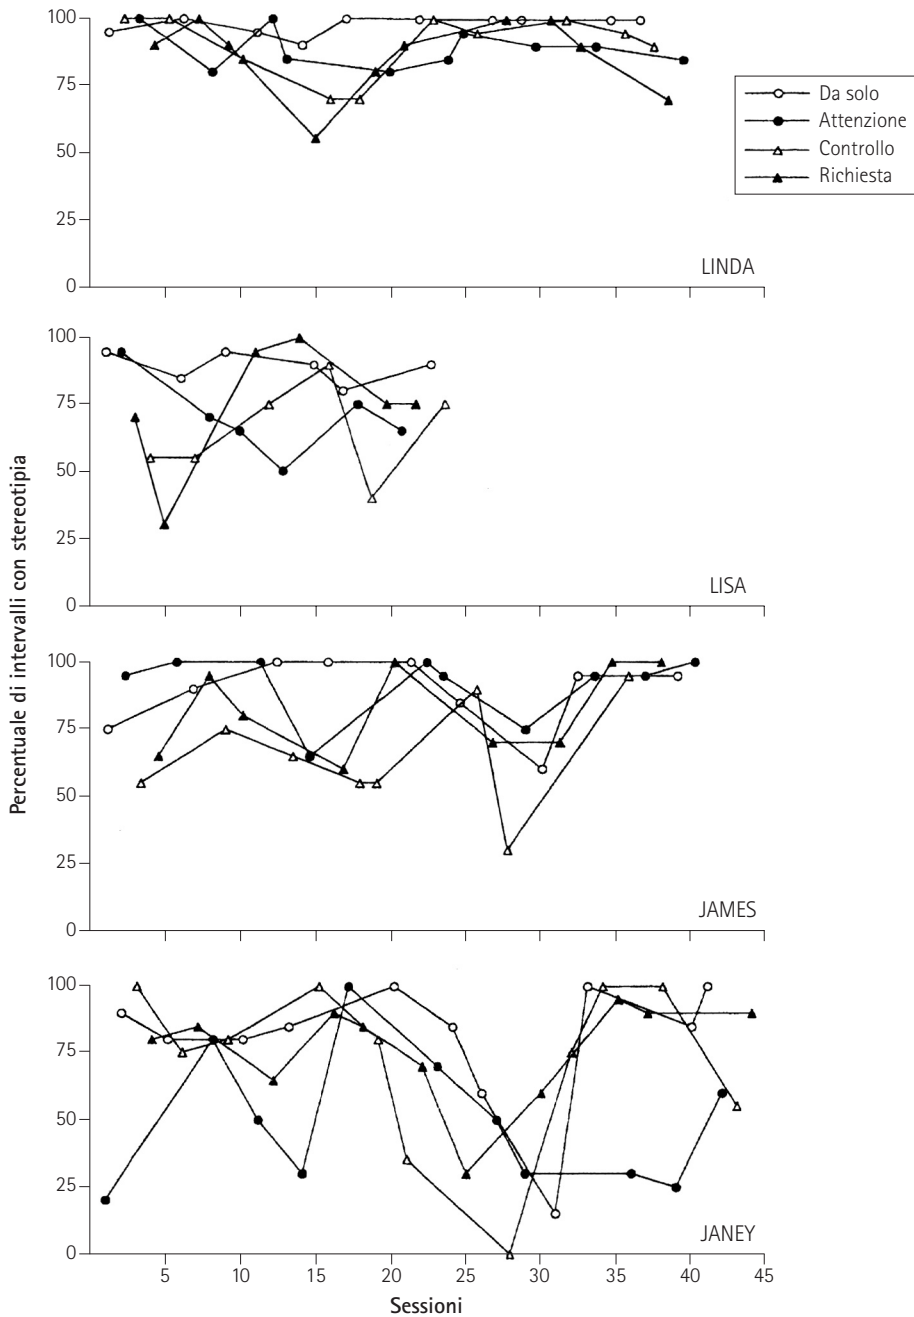 100
75
50
25
0
LINDA
Da solo
Attenzione
Controllo
Richiesta
100
75
50
25
0
LISA
Percentuale di intervalli con stereotipia
100
75
50
25
0
JAMES
100
75
50
25
0
JANEY
5 10 15 20 25 30 35 40 45
Sessioni